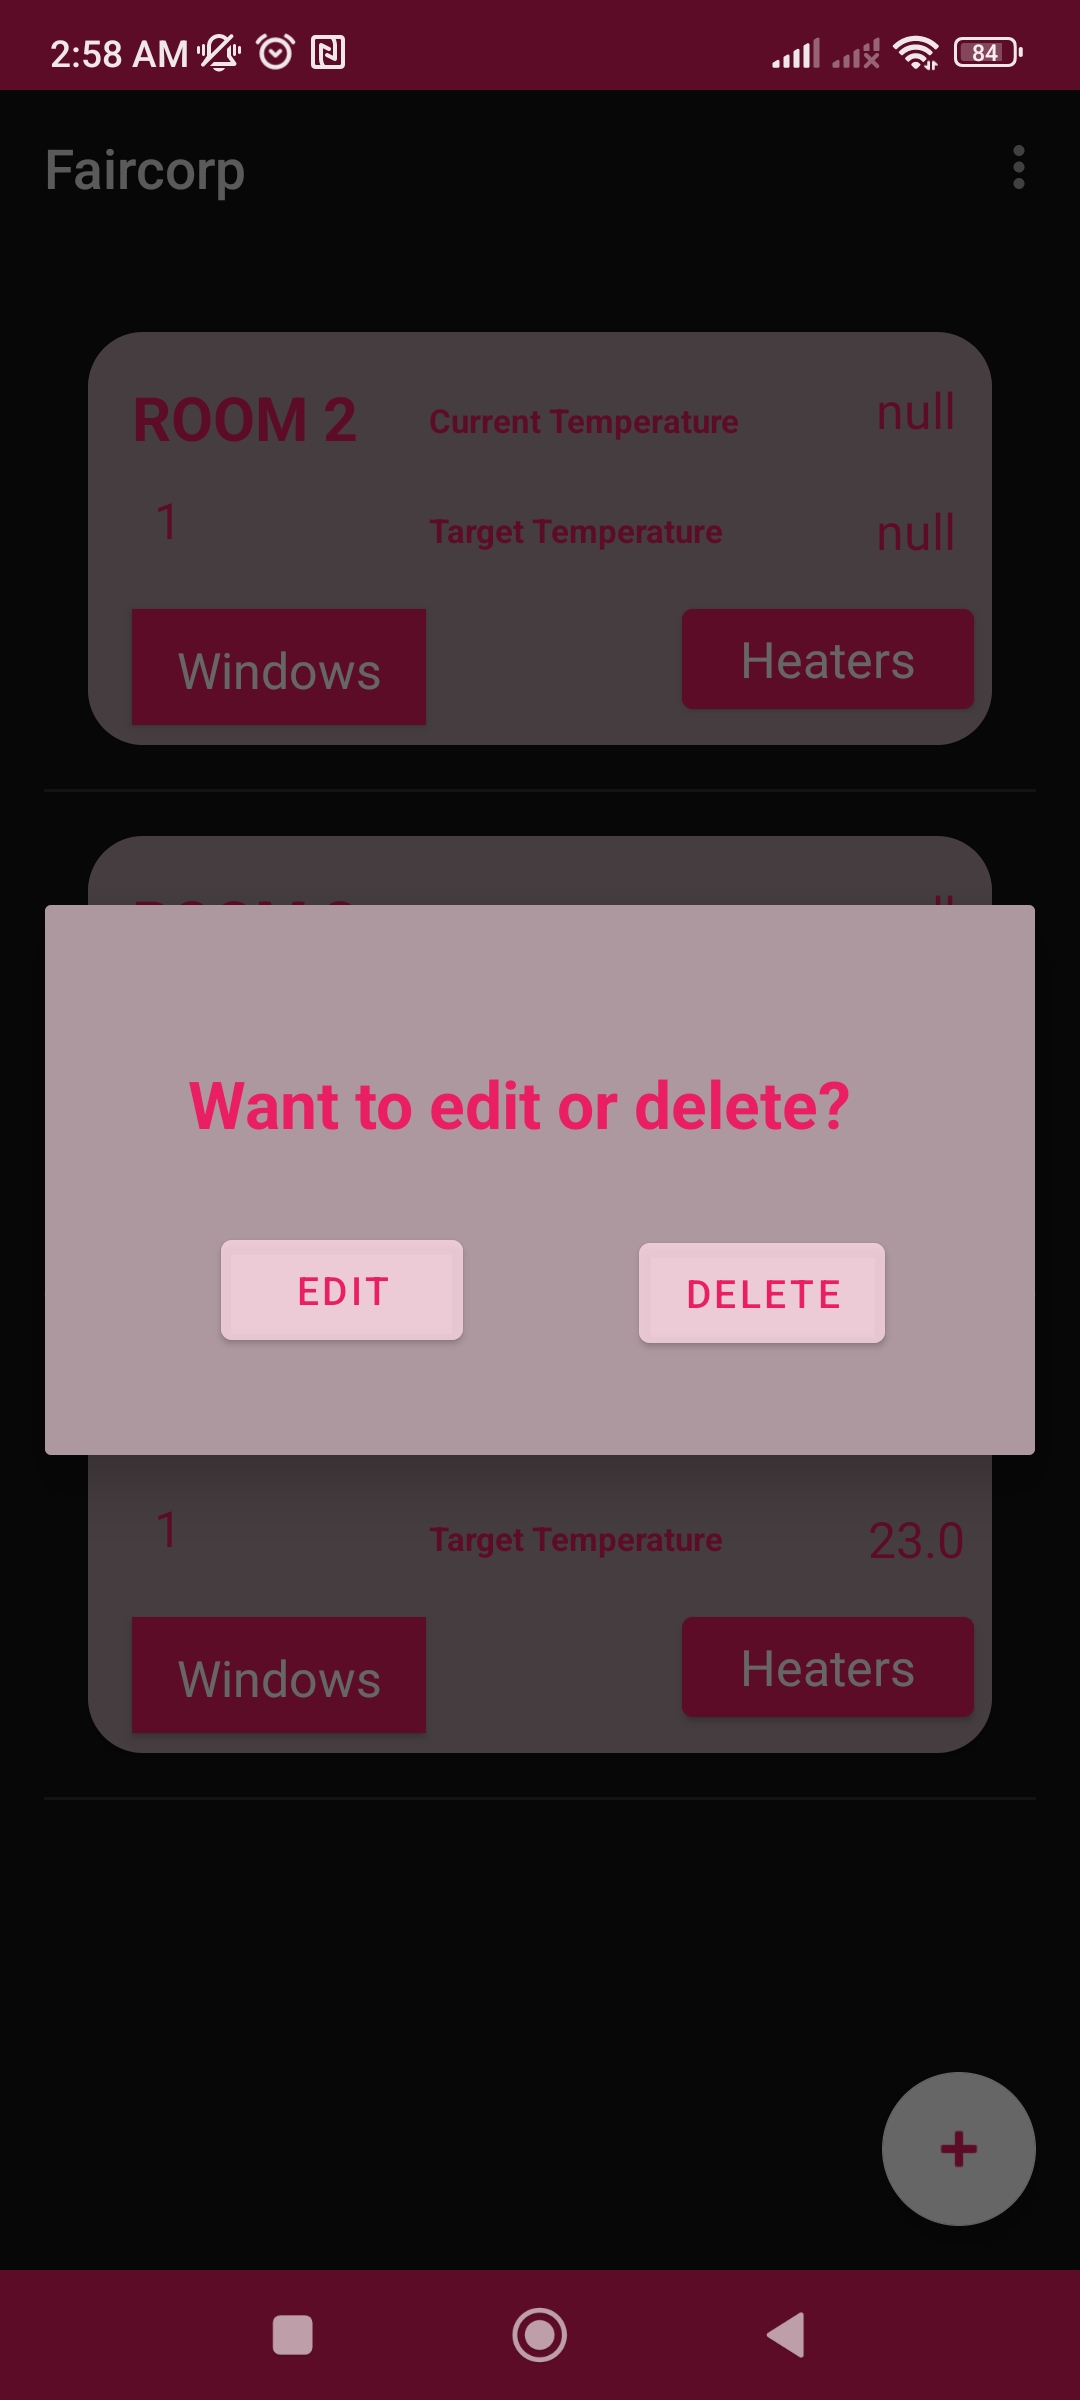 2:58 AM 84
Faircorp
ROOM 2 Current Temperature null
1 Target Temperature null
Windows Heaters
Want to edit or delete?
EDIT DELETE
1 Target Temperature 23.0
Windows Heaters
+